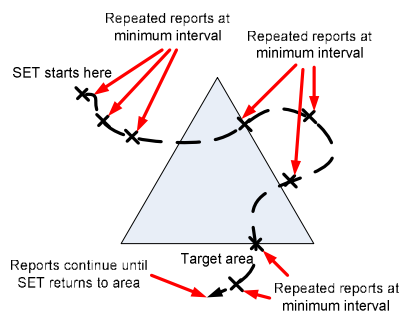 Repeated reports at
minimum interval
Repeated reports at
minimum interval
SET starts here
Target area
Reports continue until
SET returns to area
Repeated reports at
minimum interval